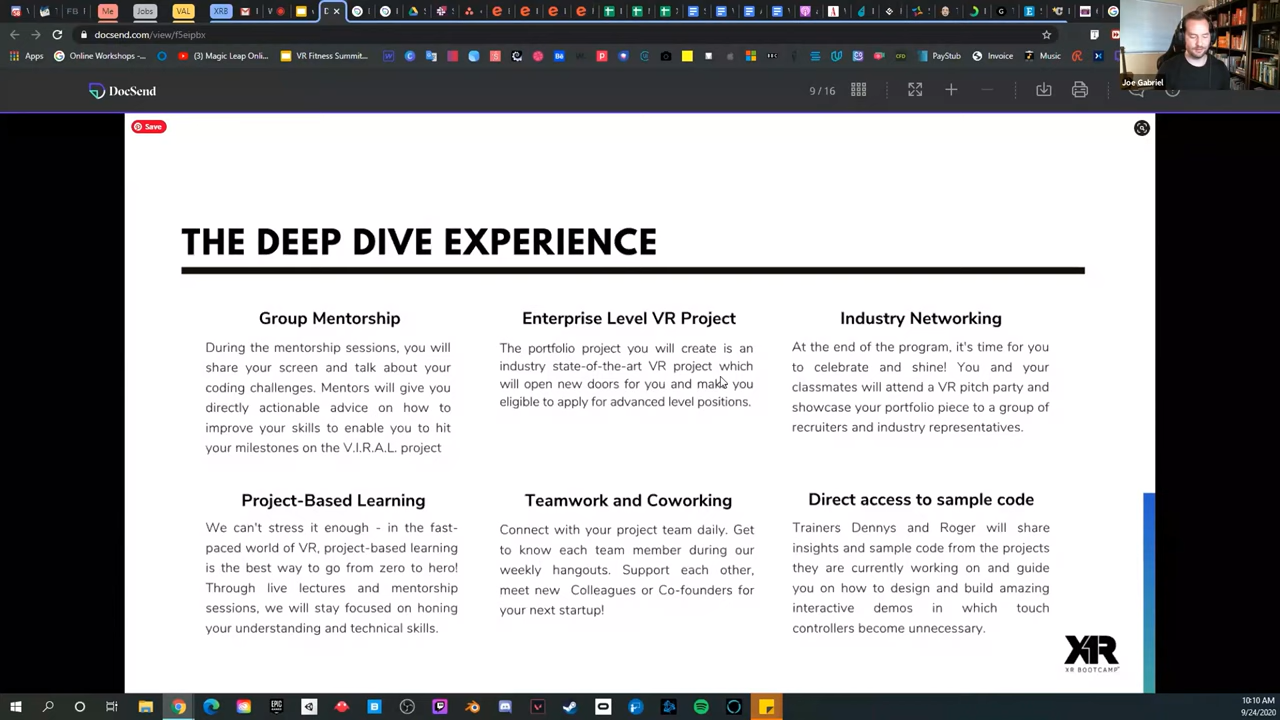 Me
Jobs
VAL
XRB
docsend.com/view/f5eipbx
Apps
Online Workshops -...
(3) Magic Leap Onli...
VR Fitness Summit...
PayStub
Invoice
Music
Joe Gabriel
DocSend
9 / 16
Save
THE DEEP DIVE EXPERIENCE
Group Mentorship
During the mentorship sessions, you will
share your screen and talk about your
coding challenges. Mentors will give you
directly actionable advice on how to
improve your skills to enable you to hit
your milestones on the V.I.R.A.L. project
Enterprise Level VR Project
The portfolio project you will create is an
industry state-of-the-art VR project which
will open new doors for you and make you
eligible to apply for advanced level positions.
Industry Networking
At the end of the program, it's time for you
to celebrate and shine! You and your
classmates will attend a VR pitch party and
showcase your portfolio piece to a group of
recruiters and industry representatives.
Project-Based Learning
We can't stress it enough - in the fast-
paced world of VR, project-based learning
is the best way to go from zero to hero!
Through live lectures and mentorship
sessions, we will stay focused on honing
your understanding and technical skills.
Teamwork and Coworking
Connect with your project team daily. Get
to know each team member during our
weekly hangouts. Support each other,
meet new Colleagues or Co-founders for
your next startup!
Direct access to sample code
Trainers Dennys and Roger will share
insights and sample code from the projects
they are currently working on and guide
you on how to design and build amazing
interactive demos in which touch
controllers become unnecessary.
XR
XR BOOTCAMP
10:10 AM
9/24/2020